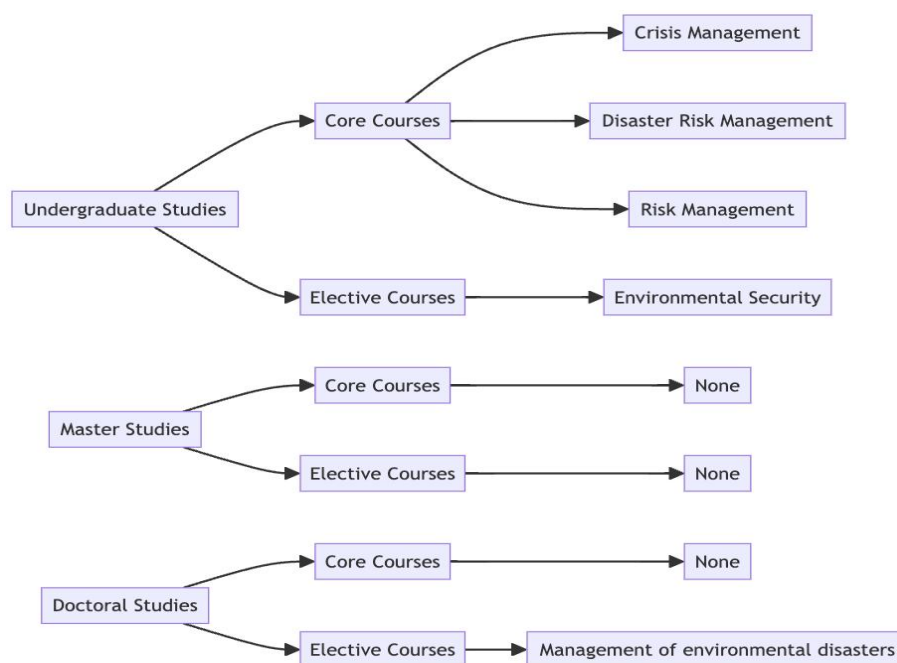 Crisis Management
Core Courses
Disaster Risk Management
Undergraduate Studies
Risk Management
Elective Courses
Environmental Security
Core Courses
None
Master Studies
Elective Courses
None
Core Courses
None
Doctoral Studies
Elective Courses
Management of environmental disasters